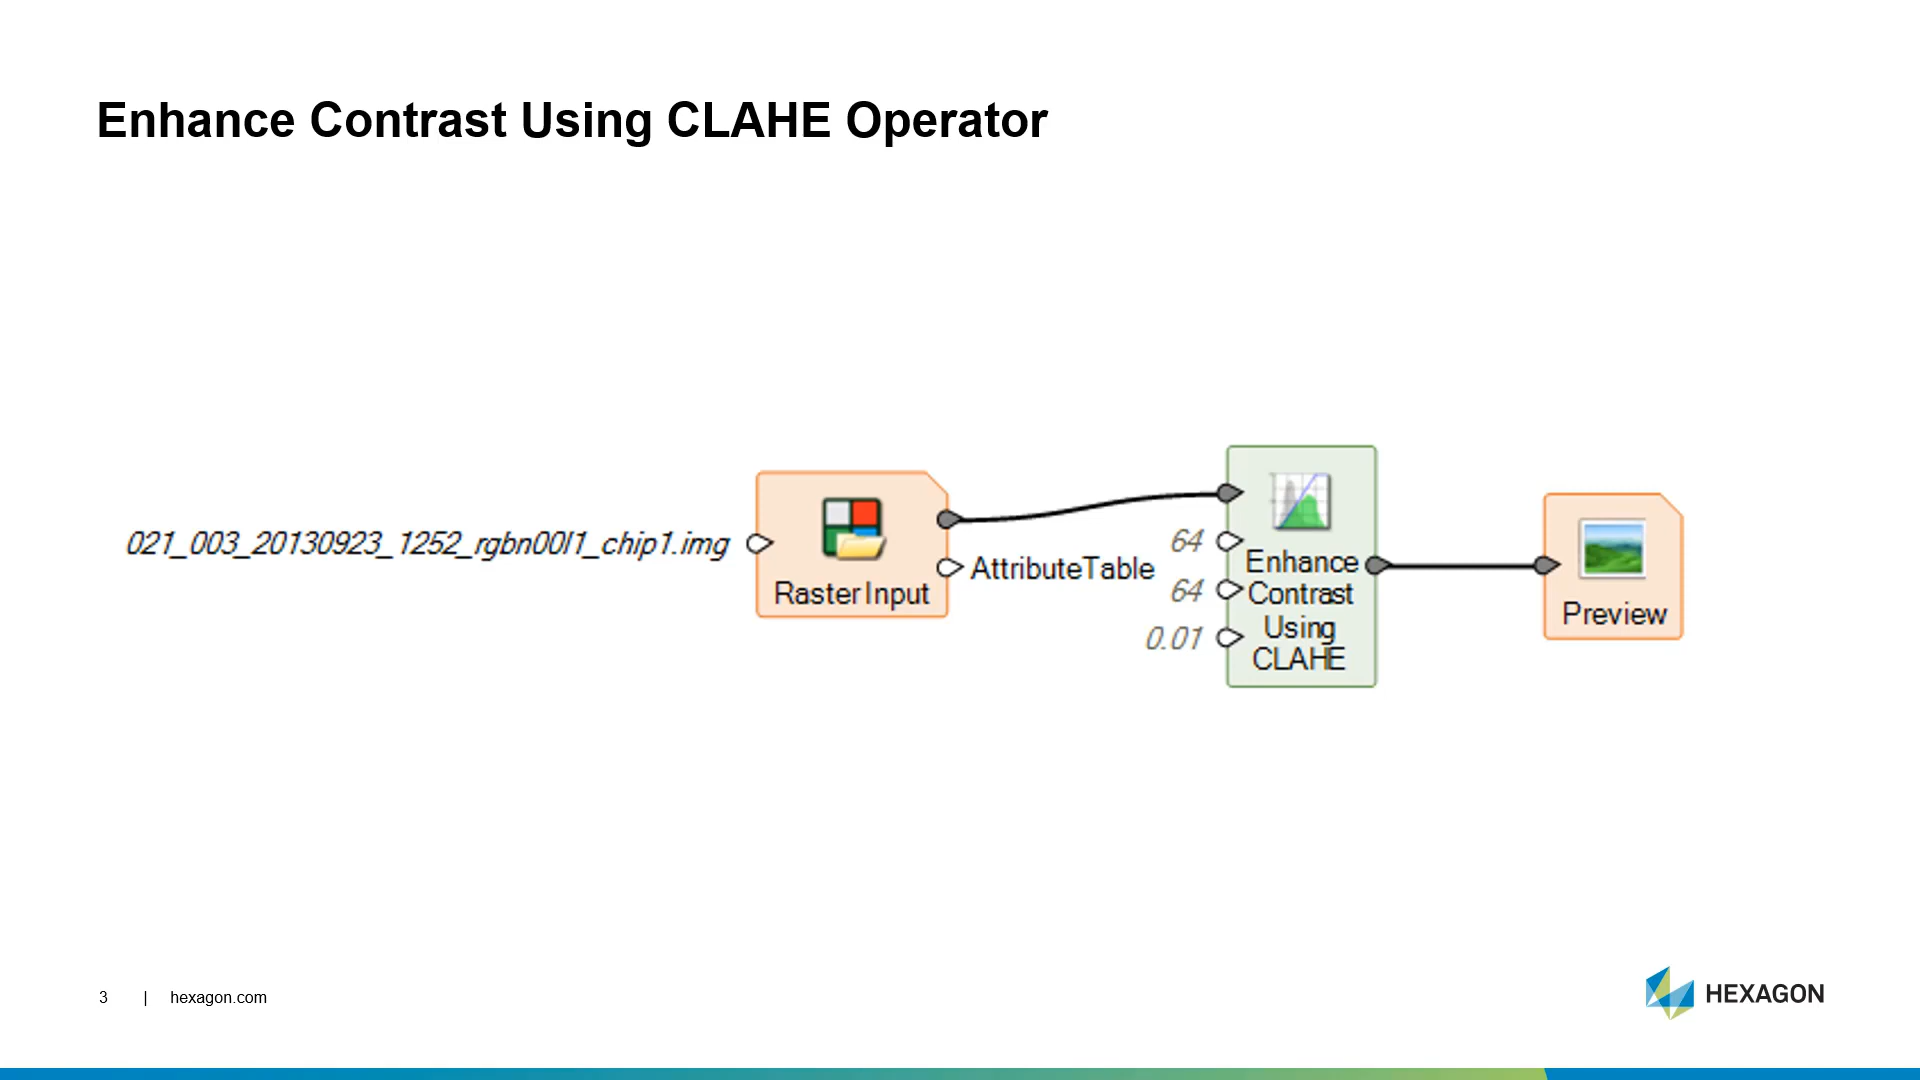 Enhance Contrast Using CLAHE Operator
021_003_20130923_1252_rgbn00l1_chip1.img
Raster Input
AttributeTable
64
64
0.01
Enhance
Contrast
Using
CLAHE
Preview
3 | hexagon.com
HEXAGON